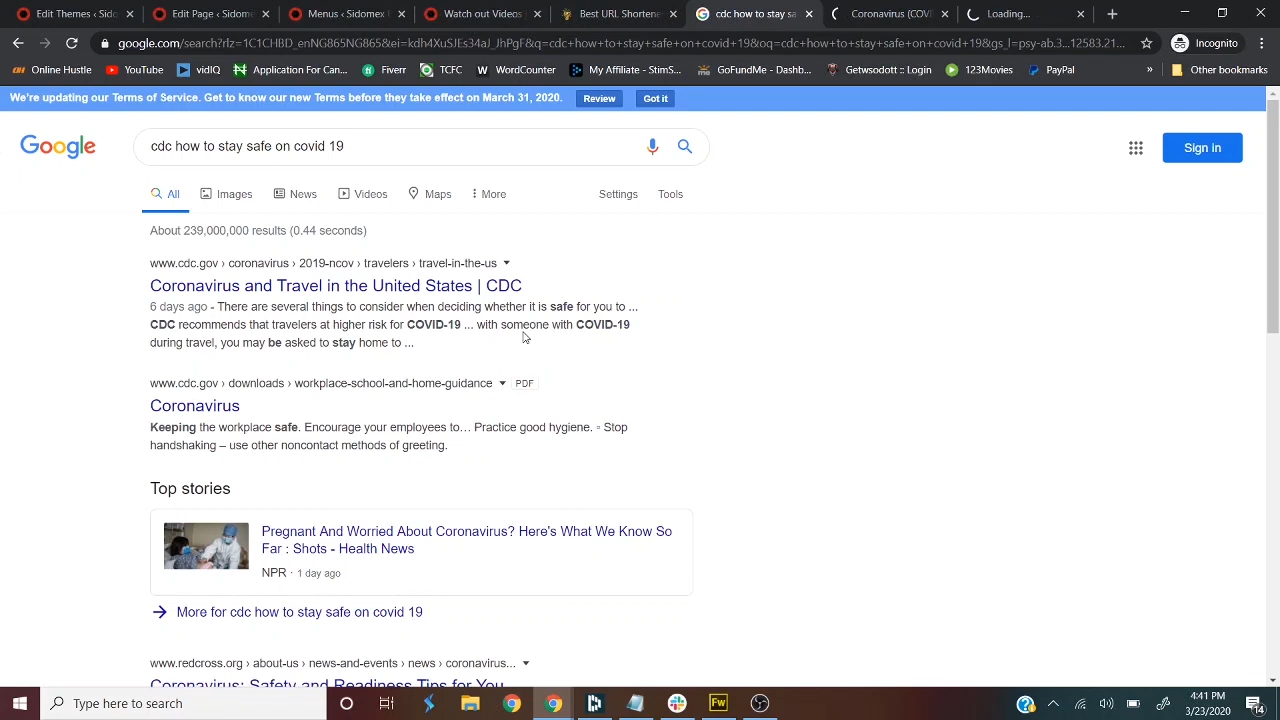 Edit Themes ‹ Sido
Edit Themes ‹ Sidome
Menus ‹ Sidomex
Watch out Videos
Best URL Shortene
cdc how to stay sa
Coronavirus (COVI
Loading...
google.com/search?rlz=1C1CHBD_enNG865NG865&ei=kdh4XuSJEs34aJ_JhPgF&q=cdc+how+to+stay+safe+on+covid+19&oq=cdc+how+to+stay+safe+on+covid+19&gs_l=psy-ab.3...12583.21...
Incognito
Online Hustle
YouTube
vidIQ
Application For Can...
Fiverr
TCFC
WordCounter
My Affiliate - StimS...
GoFundMe - Dashb...
Getwsodott :: Login
123Movies
PayPal
»
Other bookmarks
We're updating our Terms of Service. Get to know our new Terms before they take effect on March 31, 2020.
Review
Got it
Google
cdc how to stay safe on covid 19
Sign in
All
Images
News
Videos
Maps
More
Settings
Tools
About 239,000,000 results (0.44 seconds)
www.cdc.gov › coronavirus › 2019-ncov › travelers › travel-in-the-us
Coronavirus and Travel in the United States | CDC
6 days ago - There are several things to consider when deciding whether it is safe for you to ...
CDC recommends that travelers at higher risk for COVID-19 ... with someone with COVID-19
during travel, you may be asked to stay home to ...
www.cdc.gov › downloads › workplace-school-and-home-guidance
PDF
Coronavirus
Keeping the workplace safe. Encourage your employees to… Practice good hygiene. ▫ Stop
handshaking – use other noncontact methods of greeting.
Top stories
Pregnant And Worried About Coronavirus? Here's What We Know So
Far : Shots - Health News
NPR · 1 day ago
More for cdc how to stay safe on covid 19
www.redcross.org › about-us › news-and-events › news › coronavirus...
Coronavirus: Safety and Readiness Tips for You
Type here to search
Fw
4:41 PM
3/23/2020
4